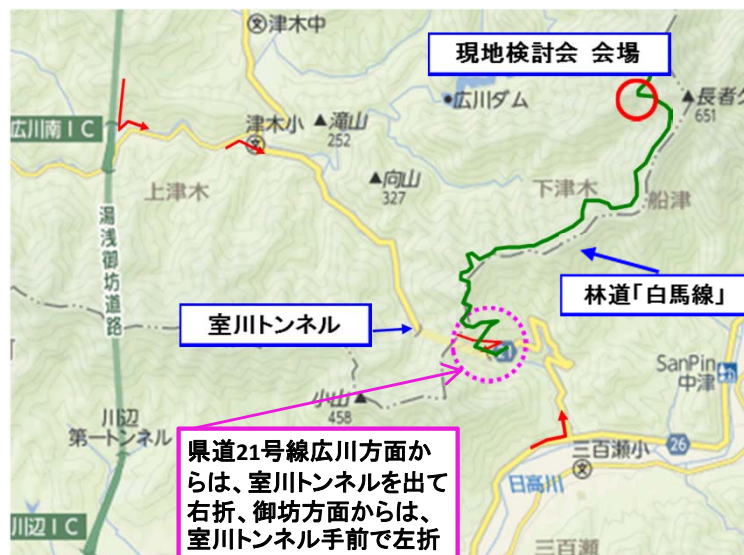 津木中
現地検討会 会場
広川ダム
長者ケ
651
広川南IC
津木小
滝山
252
向山
327
上津木
下津木
船津
湯浅御坊道路
林道「白馬線」
室川トンネル
21
SanPin
中津
小山
458
川辺
第一トンネル
26
三百瀬小
日高川
県道21号線広川方面か
らは、室川トンネルを出て
右折、御坊方面からは、
室川トンネル手前で左折
川辺IC
三百瀬